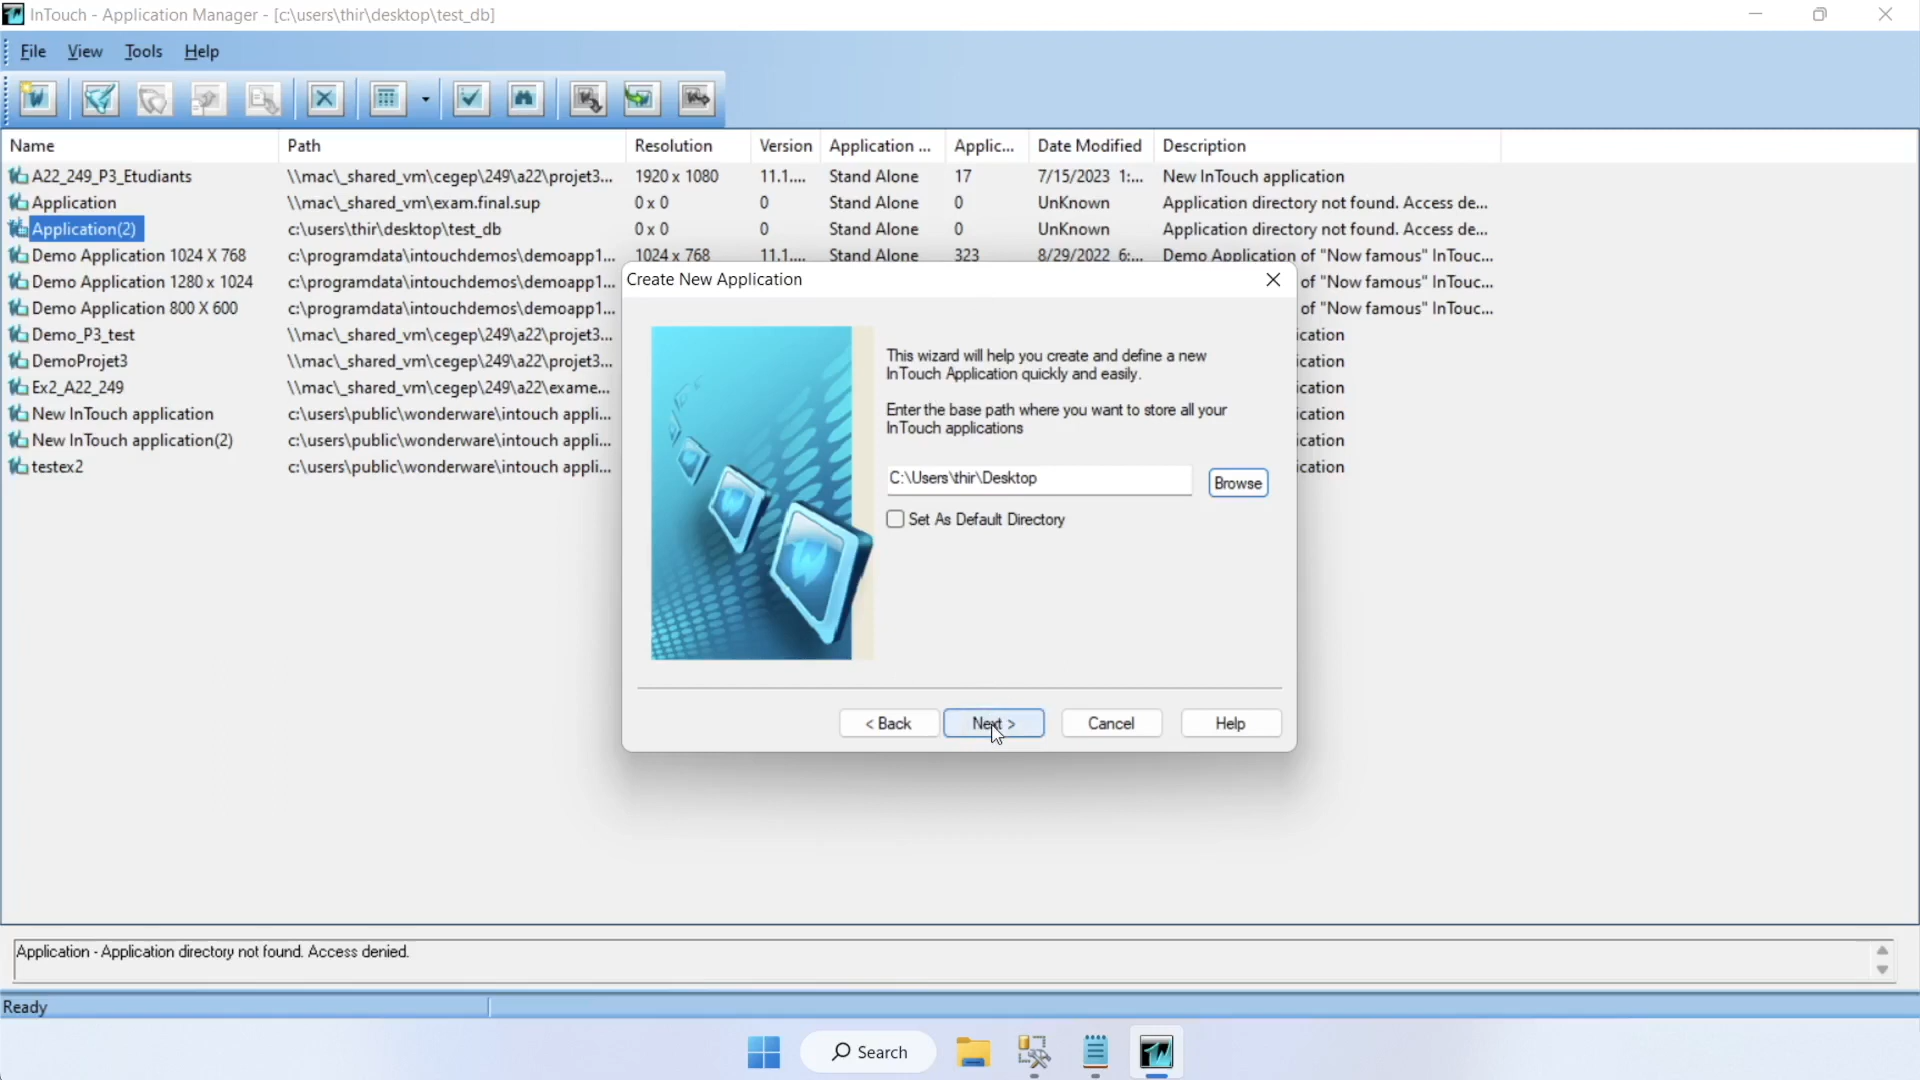 InTouch - Application Manager - [c:\users\thir\desktop\test_db]
File View Tools Help
Name Path Resolution Version Application ... Applic... Date Modified Description
A22_249_P3_Etudiants \\mac\_shared_vm\cegep\249\a22\projet3... 1920 x 1080 11.1.... Stand Alone 17 7/15/2023 1:... New InTouch application
Application \\mac\_shared_vm\exam.final.sup 0 x 0 0 Stand Alone 0 UnKnown Application directory not found. Access de...
Application(2) c:\users\thir\desktop\test_db 0 x 0 0 Stand Alone 0 UnKnown Application directory not found. Access de...
Demo Application 1024 X 768 c:\programdata\intouchdemos\demoapp1... 1024 x 768 11.1.... Stand Alone 323 8/29/2022 6:... Demo Application of "Now famous" InTouc...
Demo Application 1280 x 1024 c:\programdata\intouchdemos\demoapp1... of "Now famous" InTouc...
Demo Application 800 X 600 c:\programdata\intouchdemos\demoapp1... of "Now famous" InTouc...
Demo_P3_test \\mac\_shared_vm\cegep\249\a22\projet3... ication
DemoProjet3 \\mac\_shared_vm\cegep\249\a22\projet3... ication
Ex2_A22_249 \\mac\_shared_vm\cegep\249\a22\exame... ication
New InTouch application c:\users\public\wonderware\intouch appli... ication
New InTouch application(2) c:\users\public\wonderware\intouch appli... ication
testex2 c:\users\public\wonderware\intouch appli... ication
Create New Application
This wizard will help you create and define a new
InTouch Application quickly and easily.
Enter the base path where you want to store all your
InTouch applications
C:\Users\thir\Desktop
Browse
Set As Default Directory
< Back Next > Cancel Help
Application - Application directory not found. Access denied.
Ready
Search